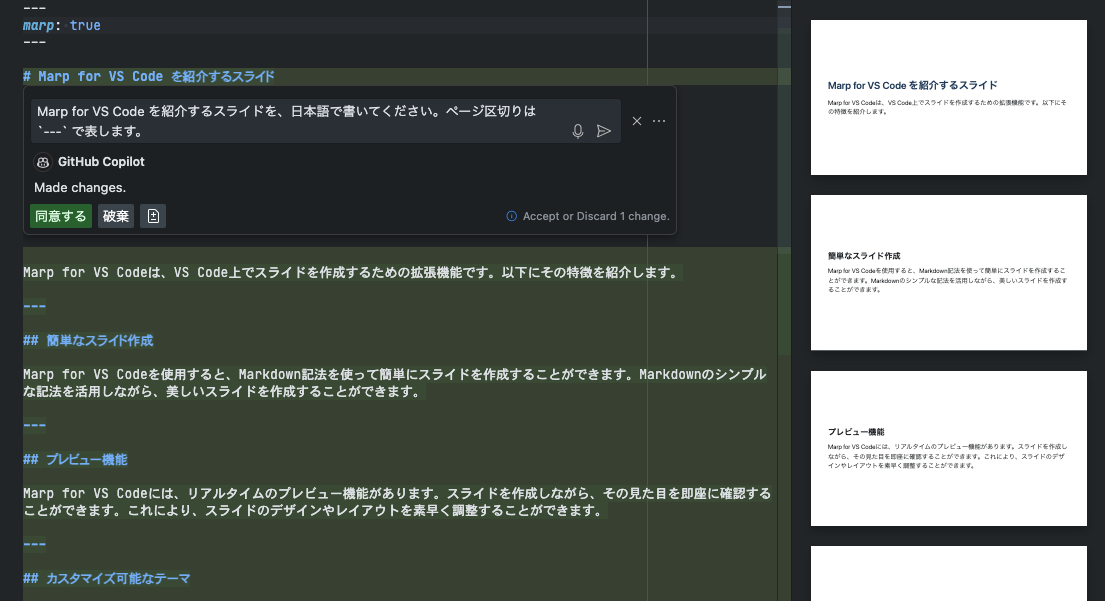 ---
marp: true
---
# Marp for VS Code を紹介するスライド
Marp for VS Code を紹介するスライドを、日本語で書いてください。ページ区切りは
`---` で表します。
GitHub Copilot
Made changes.
同意する 破棄
Accept or Discard 1 change.
Marp for VS Codeは、VS Code上でスライドを作成するための拡張機能です。以下にその特徴を紹介します。
---
## 簡単なスライド作成
Marp for VS Codeを使用すると、Markdown記法を使って簡単にスライドを作成することができます。Markdownのシンプル
な記法を活用しながら、美しいスライドを作成することができます。
---
## プレビュー機能
Marp for VS Codeには、リアルタイムのプレビュー機能があります。スライドを作成しながら、その見た目を即座に確認する
ことができます。これにより、スライドのデザインやレイアウトを素早く調整することができます。
---
## カスタマイズ可能なテーマ
Marp for VS Code を紹介するスライド
Marp for VS Codeは、VS Code上でスライドを作成するための拡張機能です。以下にそ
の特徴を紹介します。
簡単なスライド作成
Marp for VS Codeを使用すると、Markdown記法を使って簡単にスライドを作成するこ
とができます。Markdownのシンプルな記法を活用しながら、美しいスライドを作成す
ることができます。
プレビュー機能
Marp for VS Codeには、リアルタイムのプレビュー機能があります。スライドを作成し
ながら、その見た目を即座に確認することができます。これにより、スライドのデザ
インやレイアウトを素早く調整することができます。